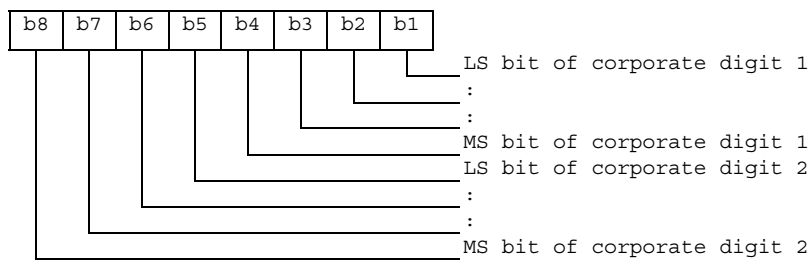 b8 b7 b6 b5 b4 b3 b2 b1
LS bit of corporate digit 1
:
:
MS bit of corporate digit 1
LS bit of corporate digit 2
:
:
MS bit of corporate digit 2